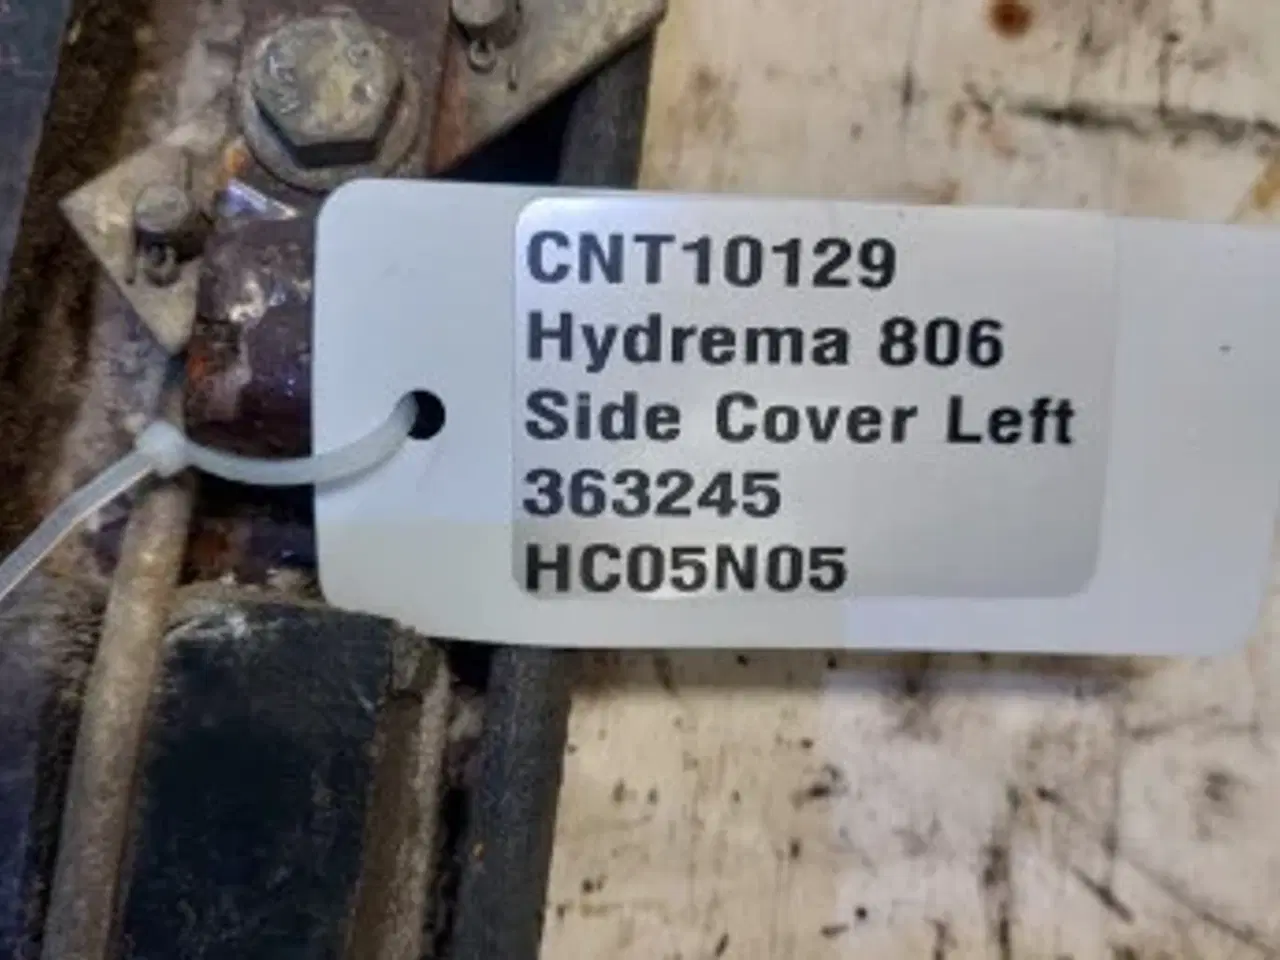 CNT10129
Hydrema 806
Side Cover Left
363245
HC05N05